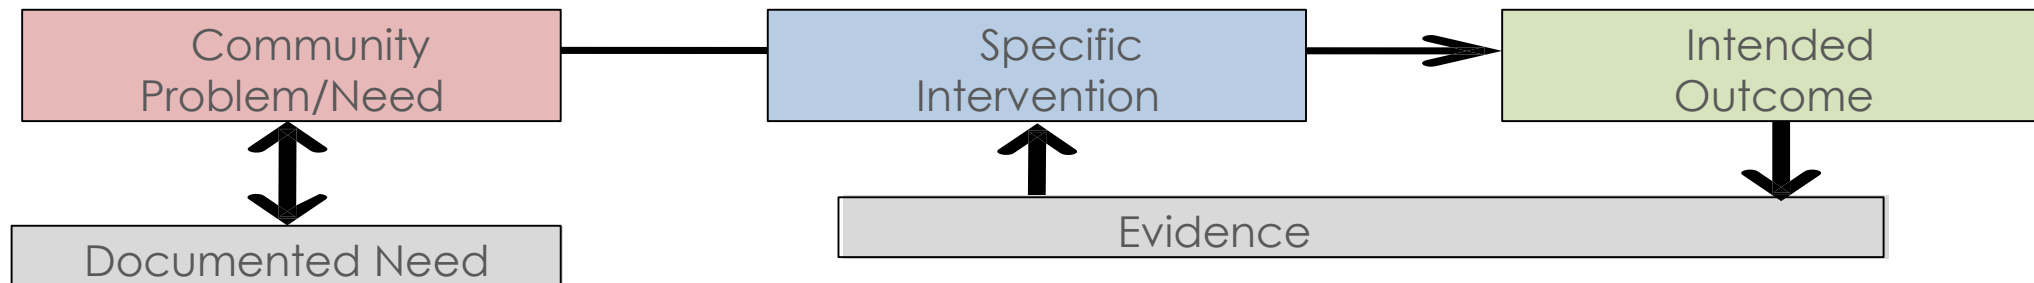 Community
Problem/Need
Specific
Intervention
Intended
Outcome
Documented Need
Evidence